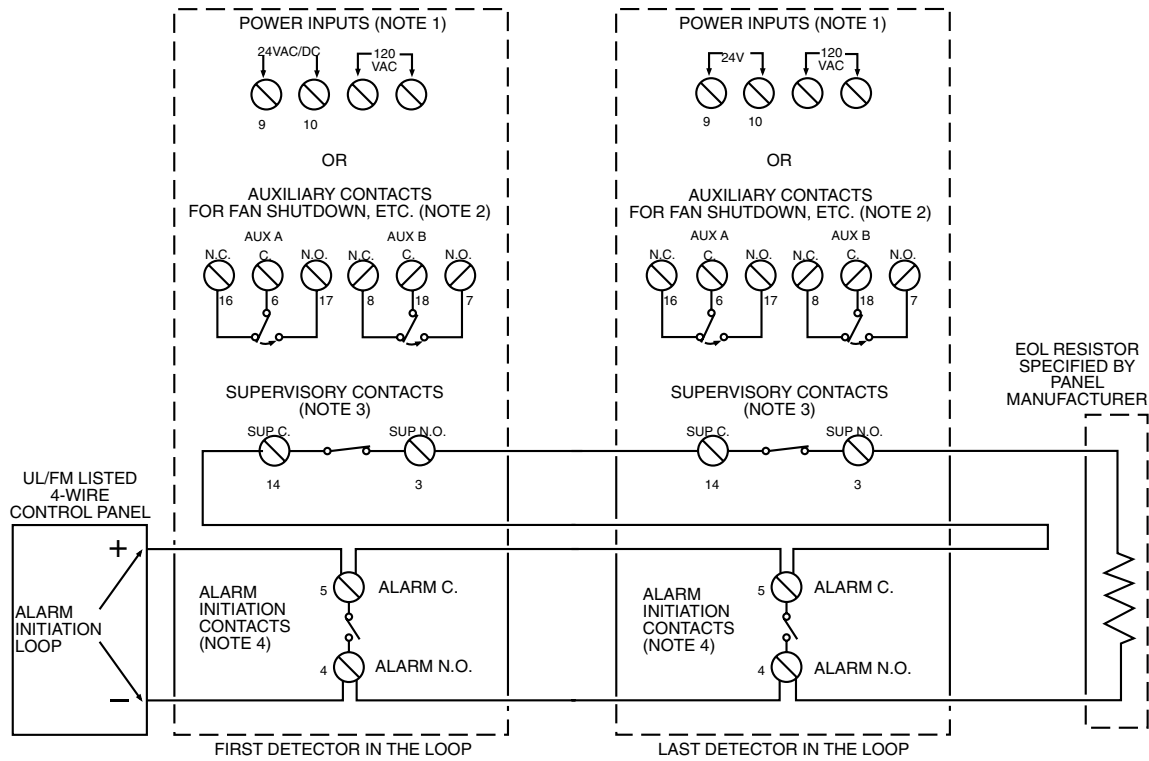 POWER INPUTS (NOTE 1)
24VAC/DC
120
VAC
9
10
OR
AUXILIARY CONTACTS
FOR FAN SHUTDOWN, ETC. (NOTE 2)
AUX A
AUX B
N.C. C. N.O. N.C. C. N.O.
16 6 17 8 18 7
SUPERVISORY CONTACTS
(NOTE 3)
SUP C.
SUP N.O.
14
3
POWER INPUTS (NOTE 1)
24V
120
VAC
9
10
OR
AUXILIARY CONTACTS
FOR FAN SHUTDOWN, ETC. (NOTE 2)
AUX A
AUX B
N.C. C. N.O. N.C. C. N.O.
16 6 17 8 18 7
SUPERVISORY CONTACTS
(NOTE 3)
SUP C.
SUP N.O.
14
3
EOL RESISTOR
SPECIFIED BY
PANEL
MANUFACTURER
UL/FM LISTED
4-WIRE
CONTROL PANEL
+
ALARM
INITIATION
LOOP
–
ALARM
INITIATION
CONTACTS
(NOTE 4)
5
ALARM C.
4
ALARM N.O.
ALARM
INITIATION
CONTACTS
(NOTE 4)
5
ALARM C.
4
ALARM N.O.
FIRST DETECTOR IN THE LOOP
LAST DETECTOR IN THE LOOP